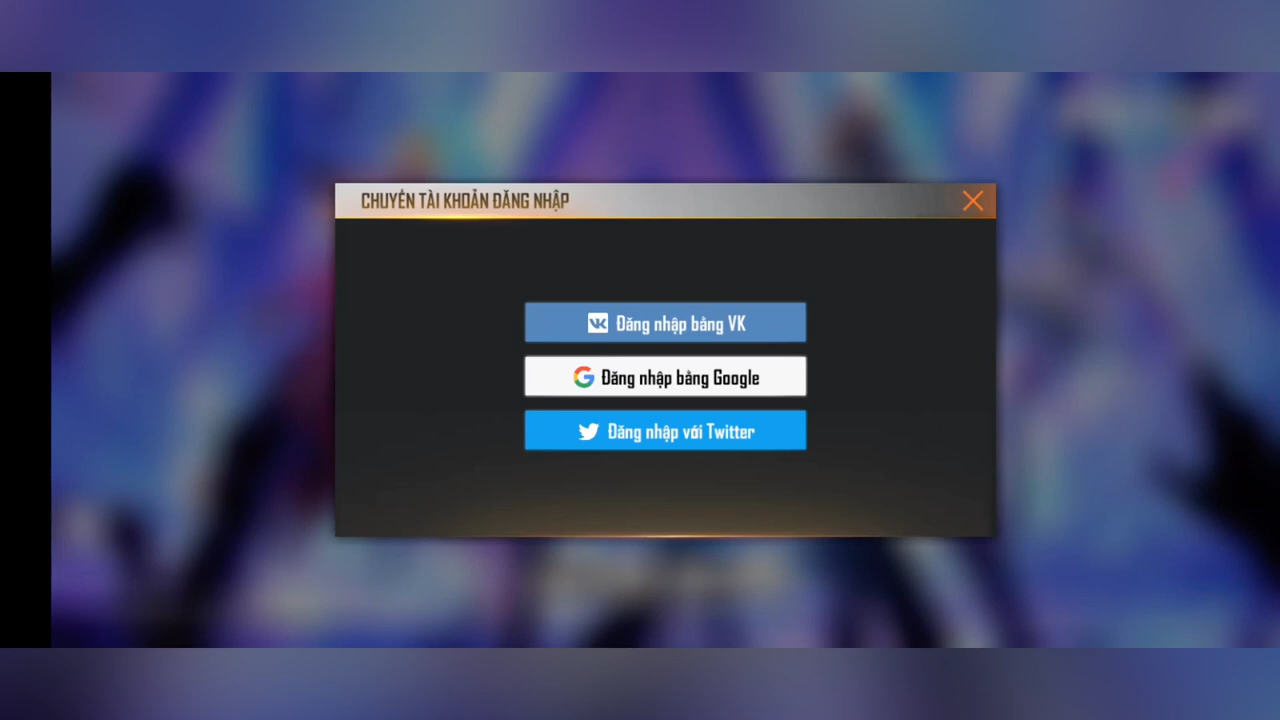 CHUYỂN TÀI KHOẢN ĐĂNG NHẬP
Đăng nhập bằng VK
Đăng nhập bằng Google
Đăng nhập với Twitter